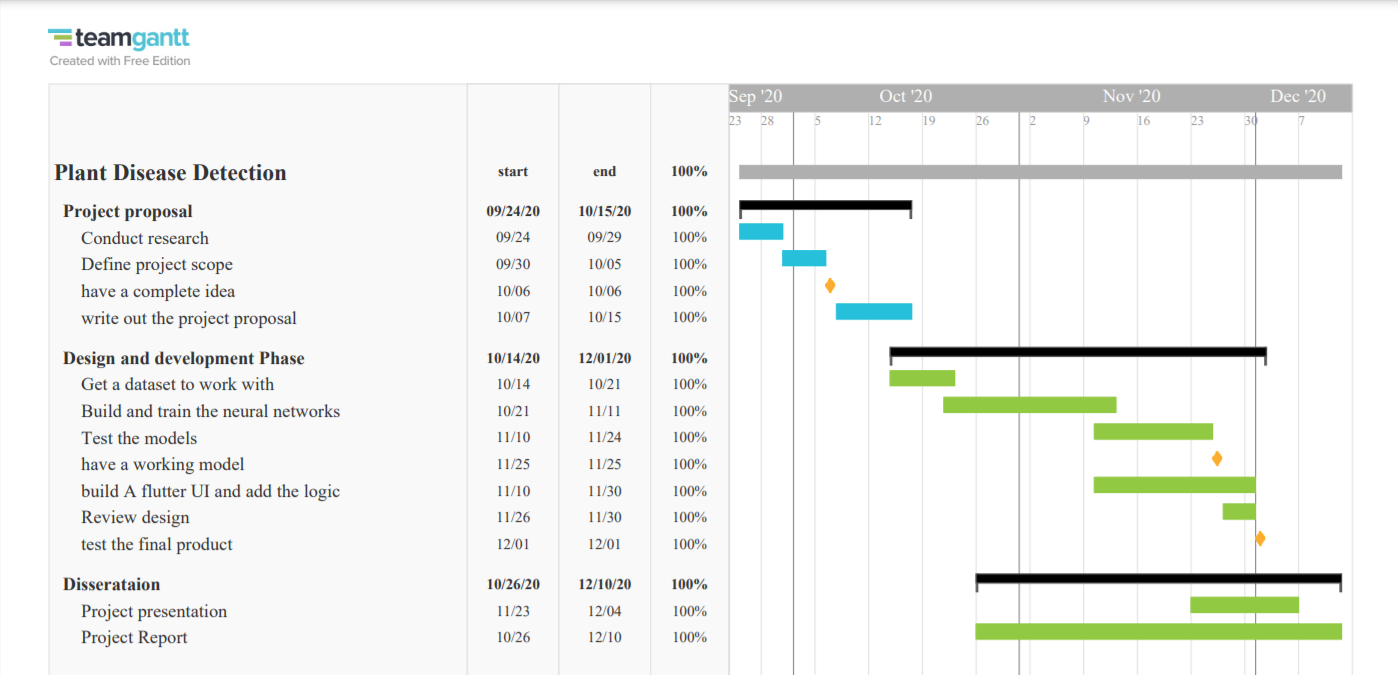 teamgantt
Created with Free Edition
Sep '20 Oct '20 Nov '20 Dec '20
23 28 5 12 19 26 2 9 16 23 30 7
Plant Disease Detection start end 100%
Project proposal 09/24/20 10/15/20 100%
Conduct research 09/24 09/29 100%
Define project scope 09/30 10/05 100%
have a complete idea 10/06 10/06 100%
write out the project proposal 10/07 10/15 100%
Design and development Phase 10/14/20 12/01/20 100%
Get a dataset to work with 10/14 10/21 100%
Build and train the neural networks 10/21 11/11 100%
Test the models 11/10 11/24 100%
have a working model 11/25 11/25 100%
build A flutter UI and add the logic 11/10 11/30 100%
Review design 11/26 11/30 100%
test the final product 12/01 12/01 100%
Disserataion 10/26/20 12/10/20 100%
Project presentation 11/23 12/04 100%
Project Report 10/26 12/10 100%